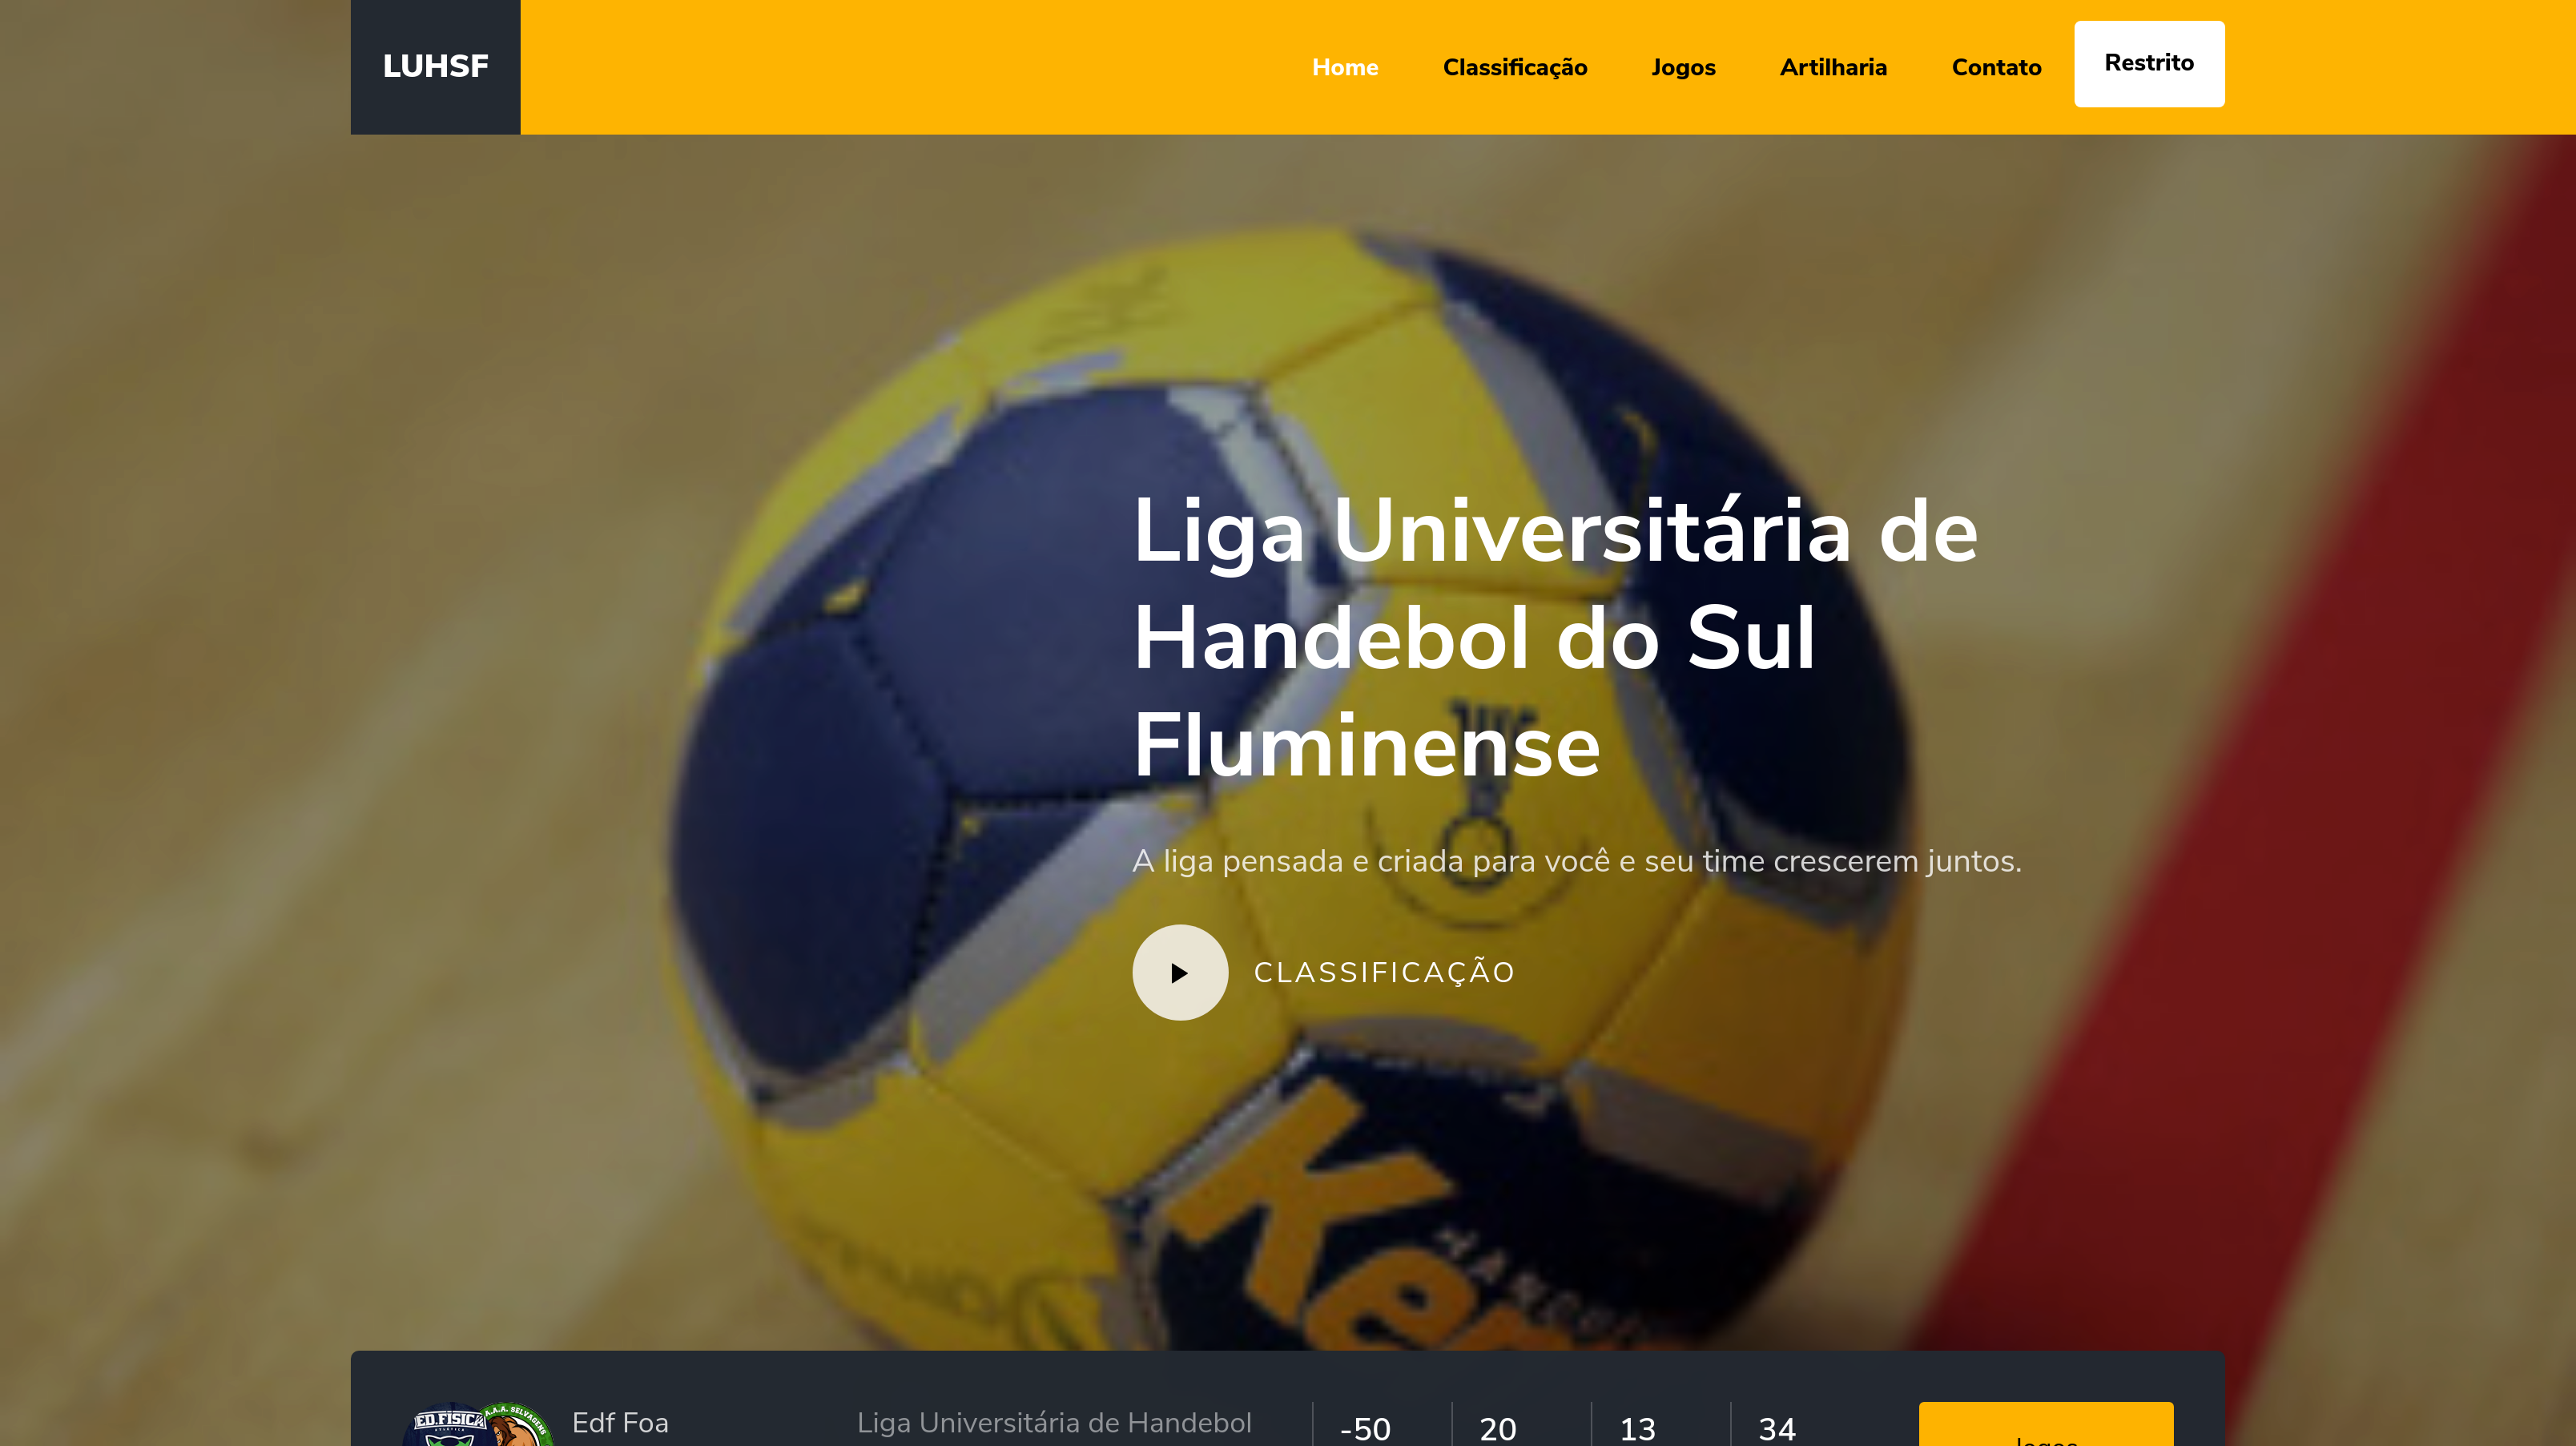 LUHSF
Home
Classificação
Jogos
Artilharia
Contato
Restrito
Liga Universitária de
Handebol do Sul
Fluminense
A liga pensada e criada para você e seu time crescerem juntos.
CLASSIFICAÇÃO
ED.FISICA
A.A.A. SELVAGENS
Edf Foa
Liga Universitária de Handebol
-50
20
13
34
Jogos